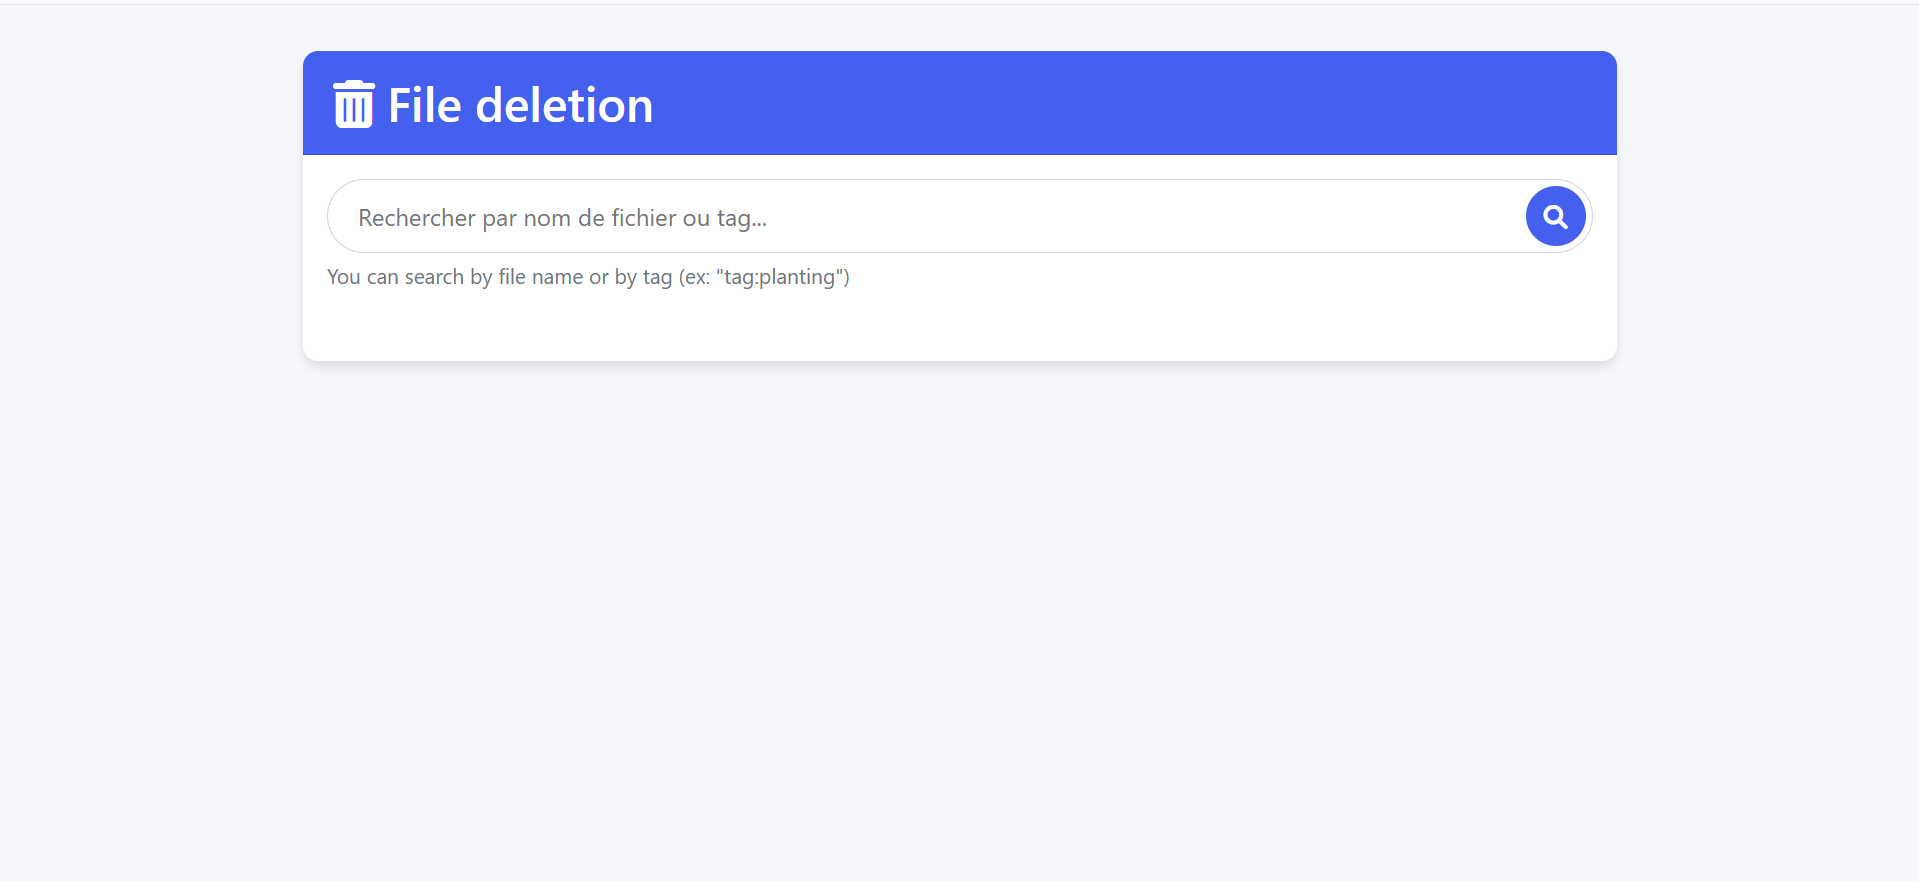 File deletion
Rechercher par nom de fichier ou tag...
You can search by file name or by tag (ex: "tag:planting")